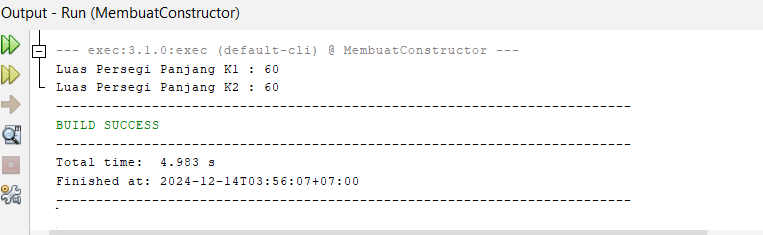 Output - Run (MembuatConstructor)
--- exec:3.1.0:exec (default-cli) @ MembuatConstructor ---
Luas Persegi Panjang K1 : 60
Luas Persegi Panjang K2 : 60
------------------------------------------------------------------------
BUILD SUCCESS
------------------------------------------------------------------------
Total time:  4.983 s
Finished at: 2024-12-14T03:56:07+07:00
------------------------------------------------------------------------